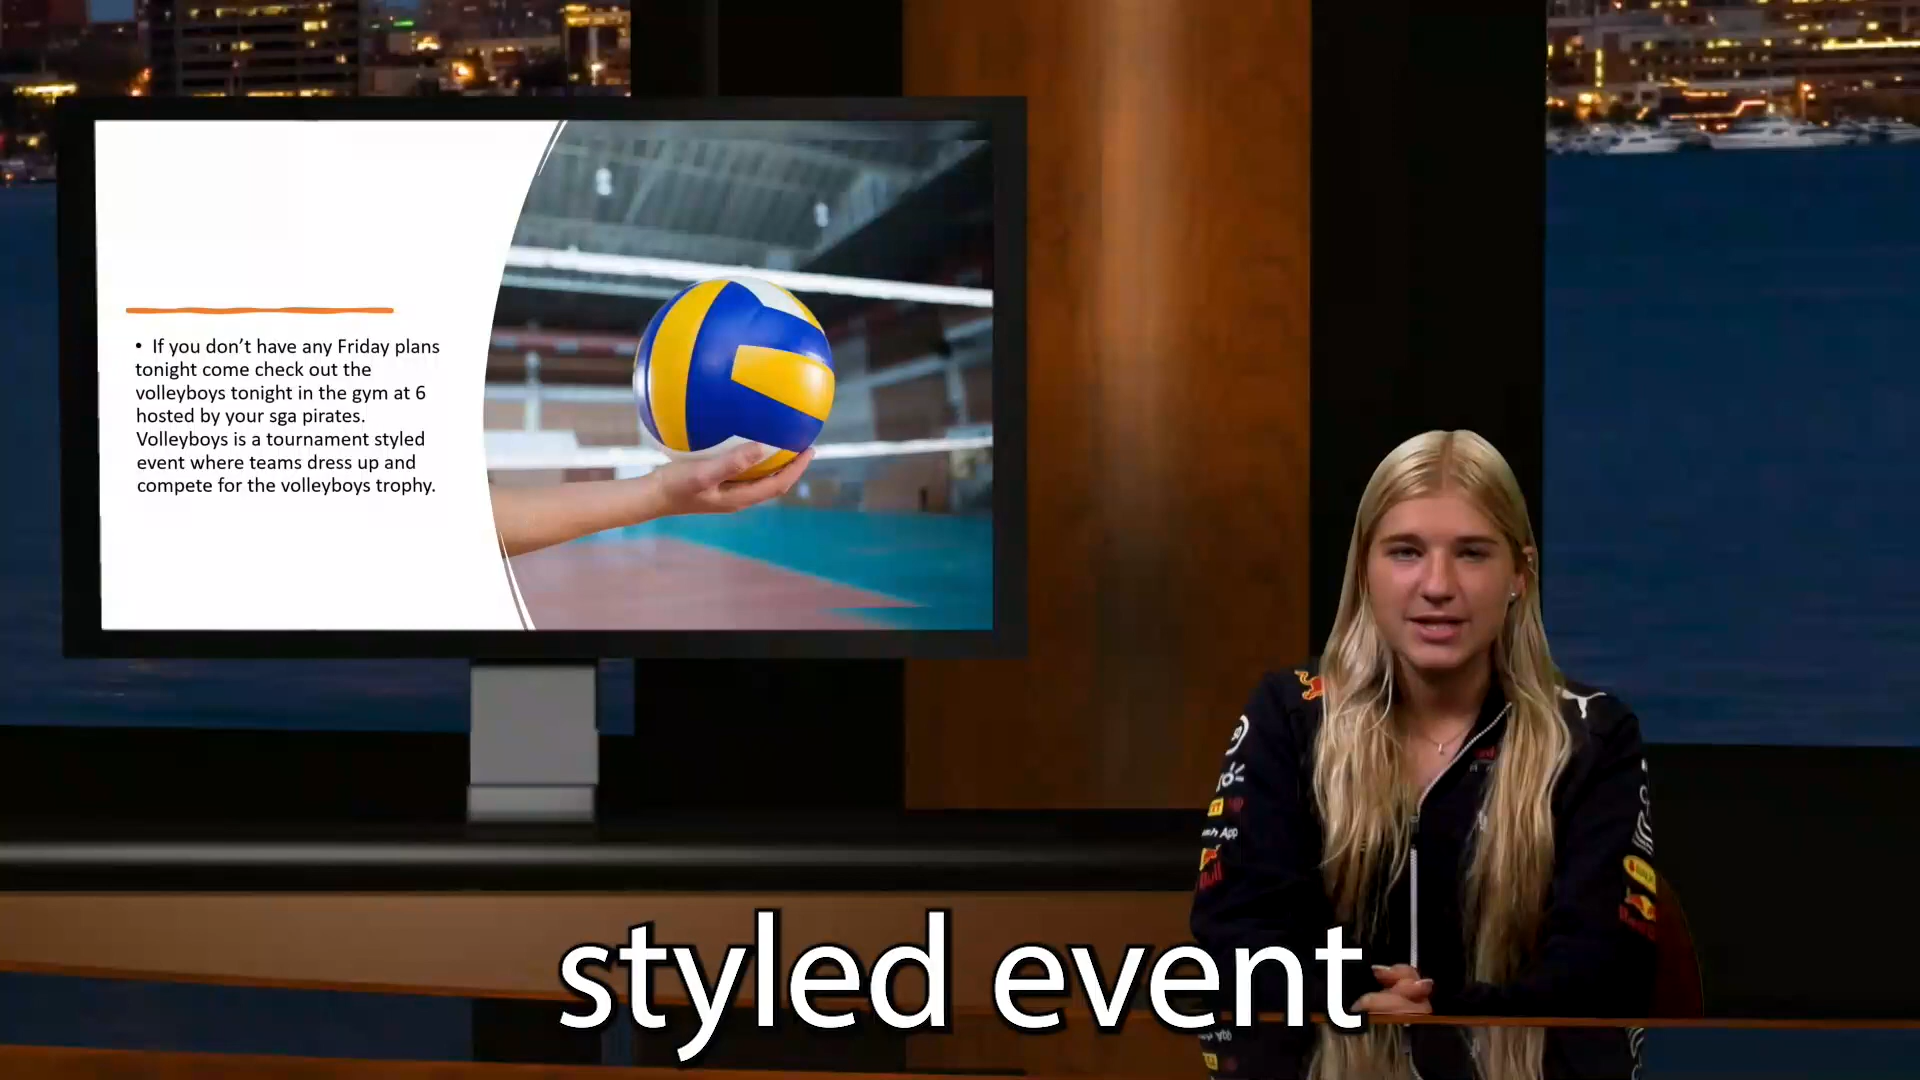 • If you don’t have any Friday plans
tonight come check out the
volleyboys tonight in the gym at 6
hosted by your sga pirates.
Volleyboys is a tournament styled
event where teams dress up and
compete for the volleyboys trophy.
styled event